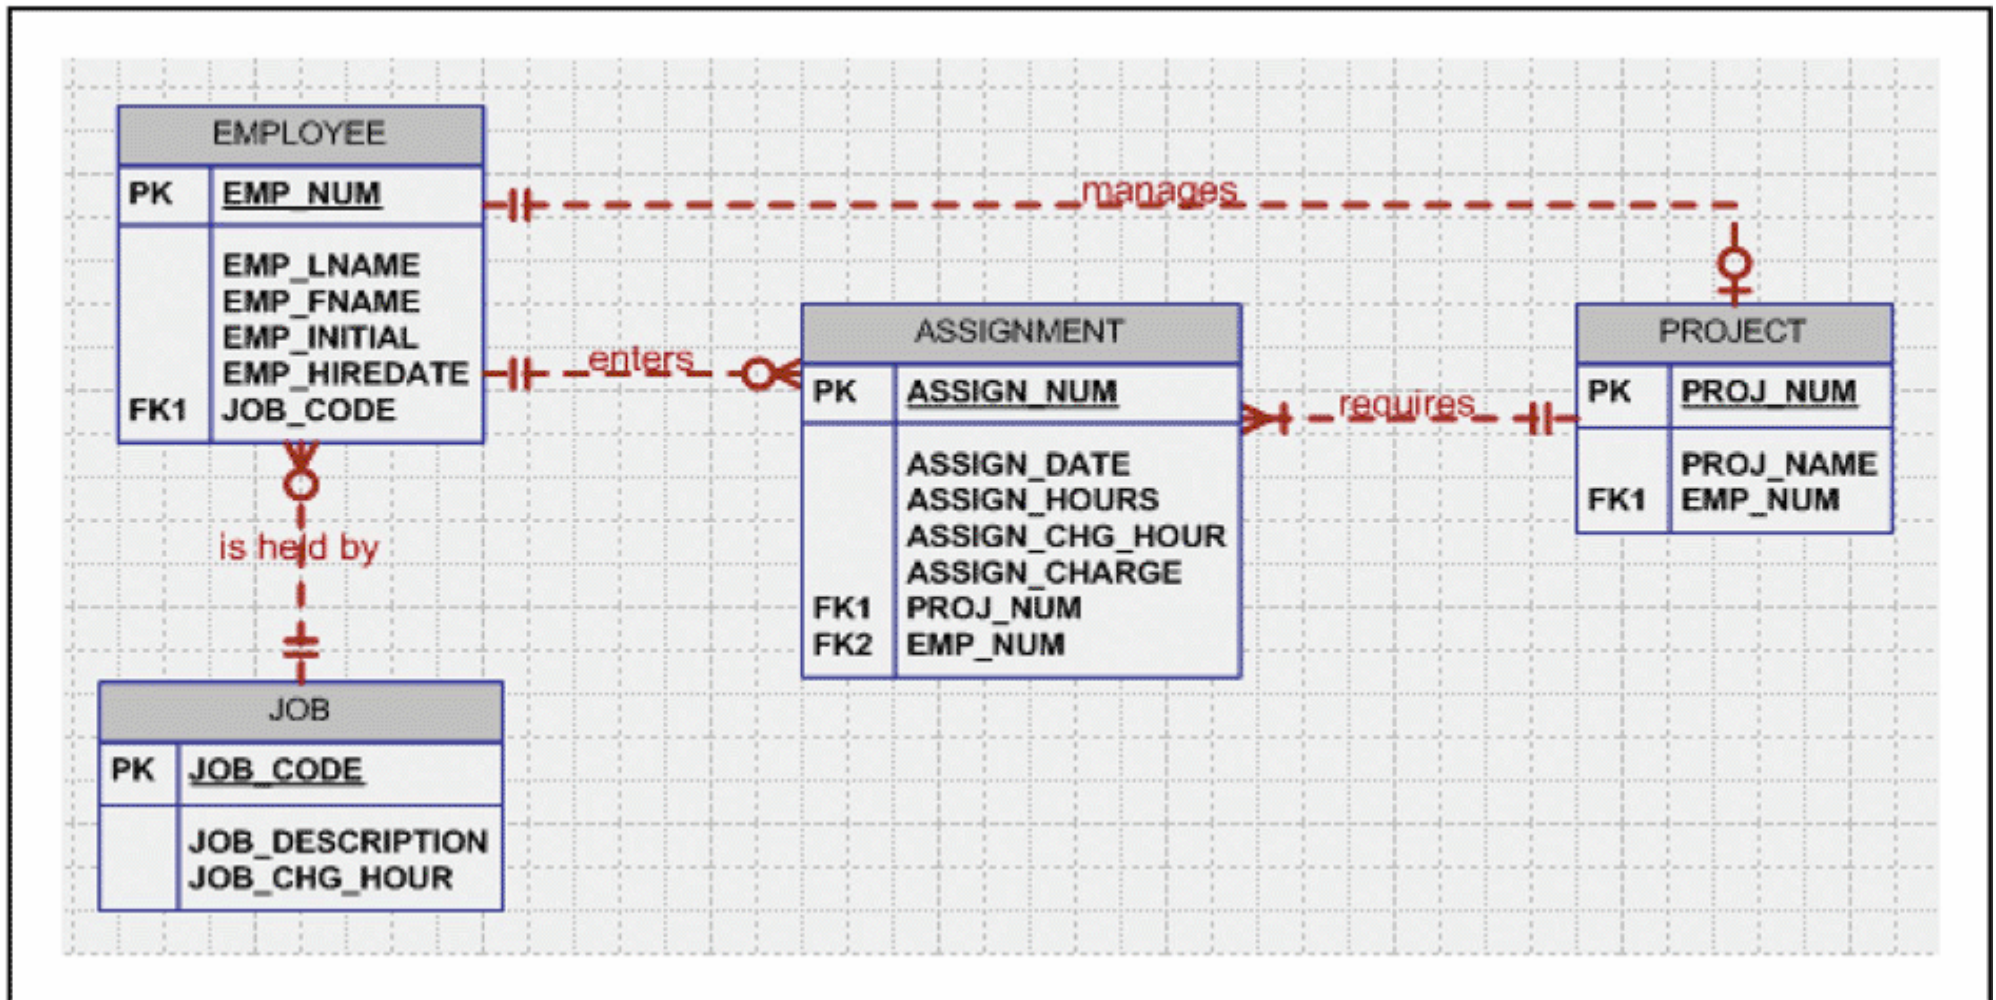 EMPLOYEE
PK EMP_NUM
EMP_LNAME
EMP_FNAME
EMP_INITIAL
EMP_HIREDATE
FK1 JOB_CODE
manages
enters
ASSIGNMENT
PK ASSIGN_NUM
ASSIGN_DATE
ASSIGN_HOURS
ASSIGN_CHG_HOUR
ASSIGN_CHARGE
FK1 PROJ_NUM
FK2 EMP_NUM
requires
PROJECT
PK PROJ_NUM
PROJ_NAME
FK1 EMP_NUM
is held by
JOB
PK JOB_CODE
JOB_DESCRIPTION
JOB_CHG_HOUR